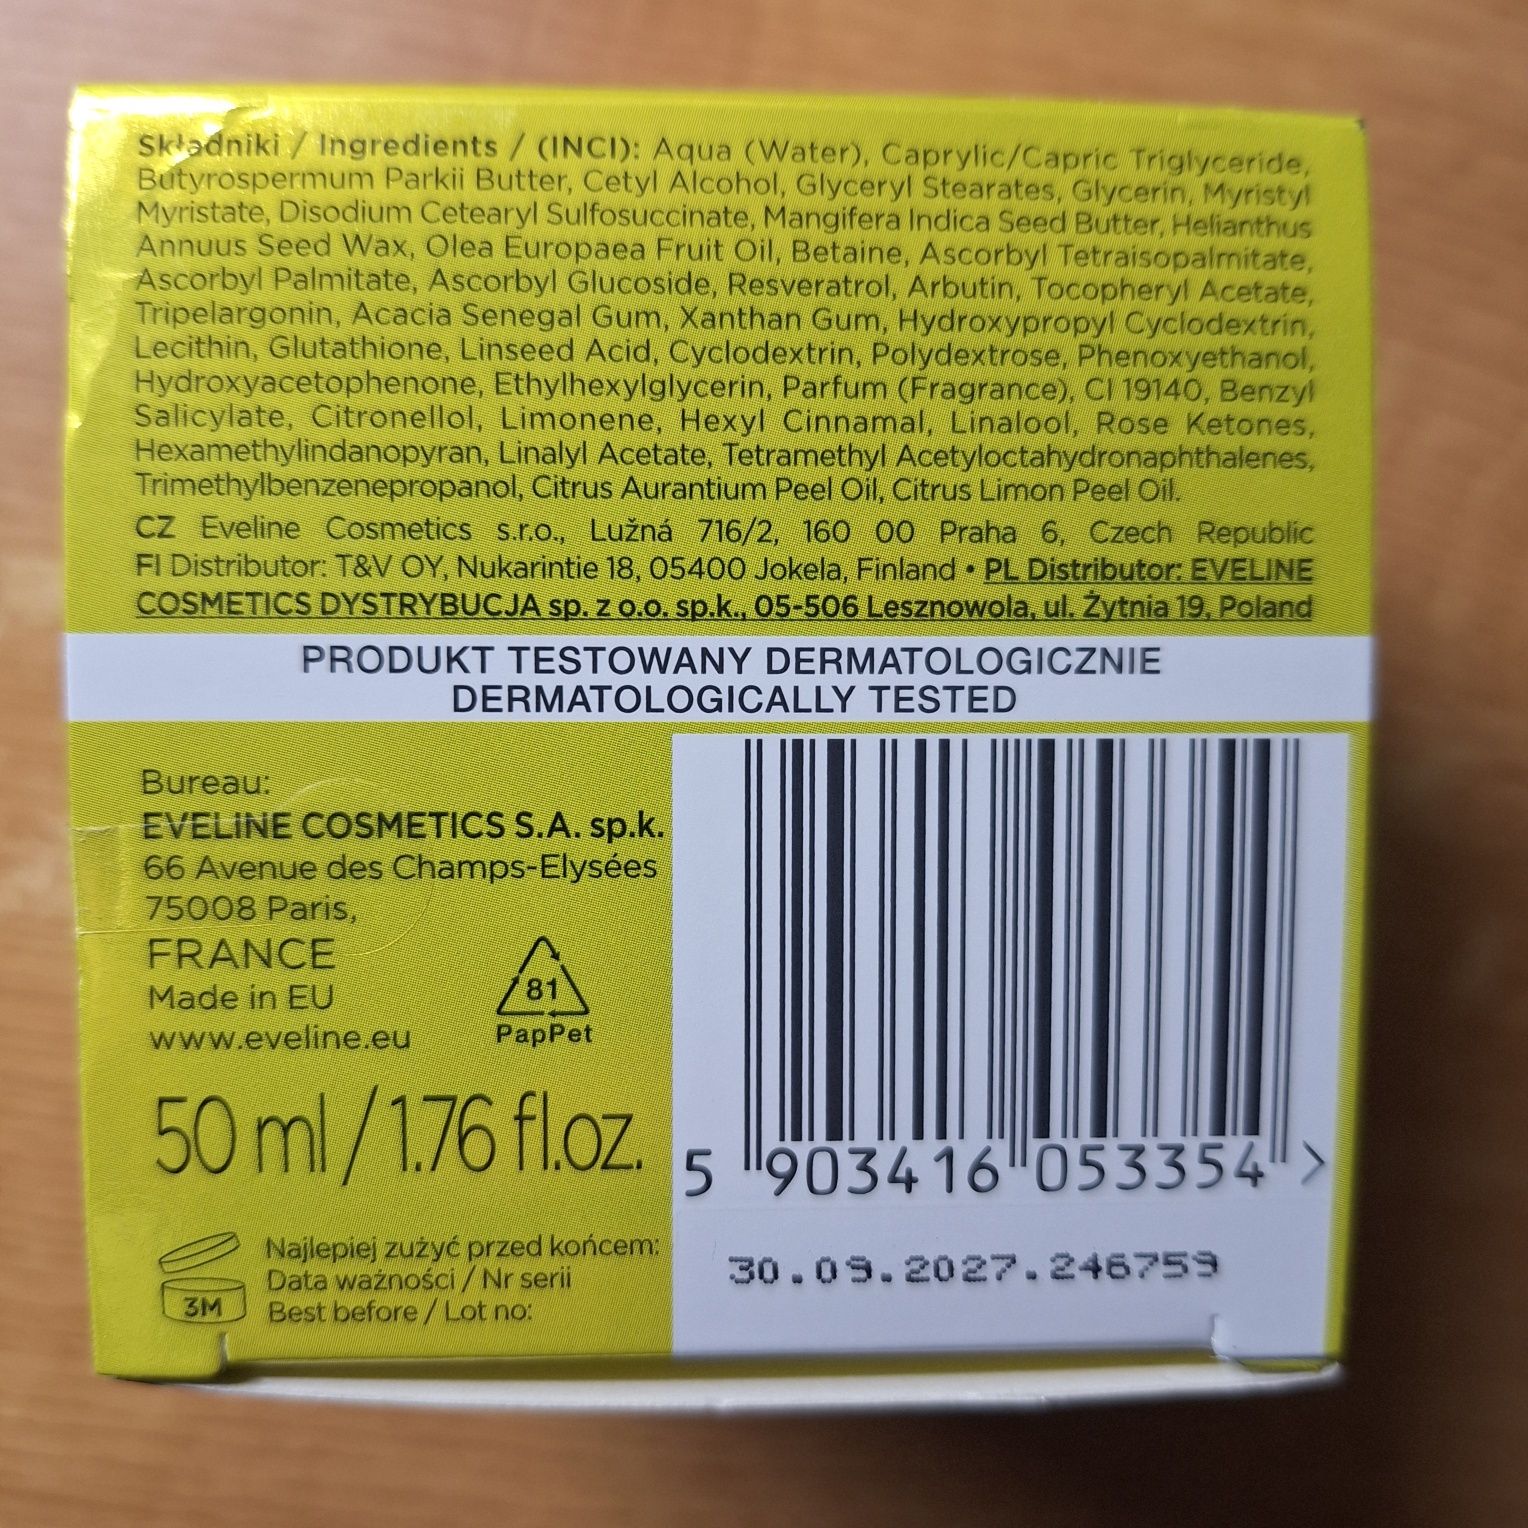 Składniki / Ingredients / (INCI): Aqua (Water), Caprylic/Capric Triglyceride,
Butyrospermum Parkii Butter, Cetyl Alcohol, Glyceryl Stearates, Glycerin, Myristyl
Myristate, Disodium Cetearyl Sulfosuccinate, Mangifera Indica Seed Butter, Helianthus
Annuus Seed Wax, Olea Europaea Fruit Oil, Betaine, Ascorbyl Tetraisopalmitate,
Ascorbyl Palmitate, Ascorbyl Glucoside, Resveratrol, Arbutin, Tocopheryl Acetate,
Tripelargonin, Acacia Senegal Gum, Xanthan Gum, Hydroxypropyl Cyclodextrin,
Lecithin, Glutathione, Linseed Acid, Cyclodextrin, Polydextrose, Phenoxyethanol,
Hydroxyacetophenone, Ethylhexylglycerin, Parfum (Fragrance), CI 19140, Benzyl
Salicylate, Citronellol, Limonene, Hexyl Cinnamal, Linalool, Rose Ketones,
Hexamethylindanopyran, Linalyl Acetate, Tetramethyl Acetyloctahydronaphthalenes,
Trimethylbenzenepropanol, Citrus Aurantium Peel Oil, Citrus Limon Peel Oil.
CZ Eveline Cosmetics s.r.o., Lužná 716/2, 160 00 Praha 6, Czech Republic
FI Distributor: T&V OY, Nukarintie 18, 05400 Jokela, Finland • PL Distributor: EVELINE
COSMETICS DYSTRYBUCJA sp. z o.o. sp.k., 05-506 Lesznowola, ul. Żytnia 19, Poland
PRODUKT TESTOWANY DERMATOLOGICZNIE
DERMATOLOGICALLY TESTED
Bureau:
EVELINE COSMETICS S.A. sp.k.
66 Avenue des Champs-Elysées
75008 Paris,
FRANCE
Made in EU
www.eveline.eu
81
PapPet
50 ml / 1.76 fl.oz.
5 903416 053354 >
Najlepiej zużyć przed końcem:
Data ważności / Nr serii
Best before / Lot no:
3M
30.09.2027.246759